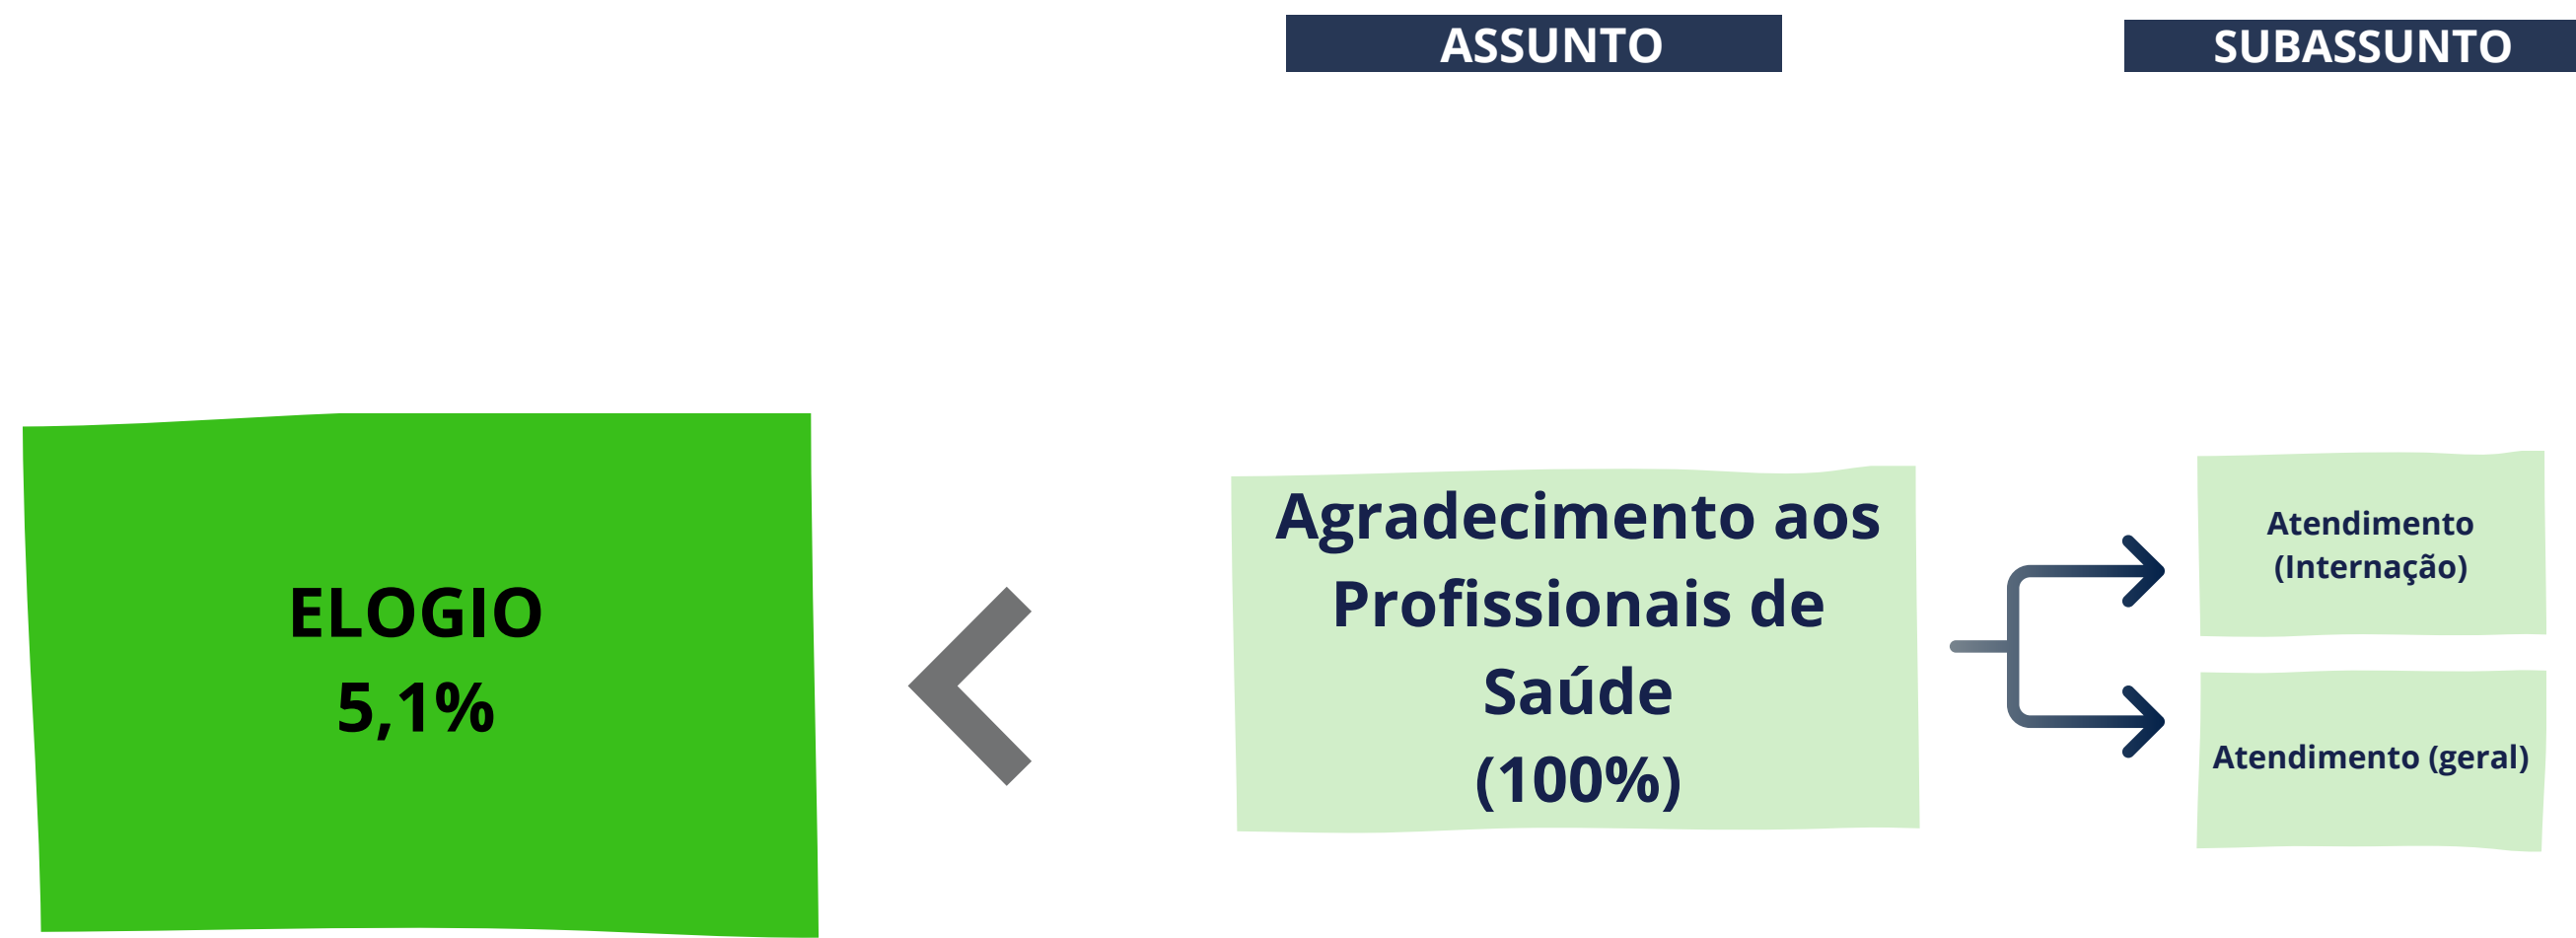 ASSUNTO
SUBASSUNTO
ELOGIO
5,1%
Agradecimento aos
Profissionais de
Saúde
(100%)
Atendimento
(Internação)
Atendimento (geral)